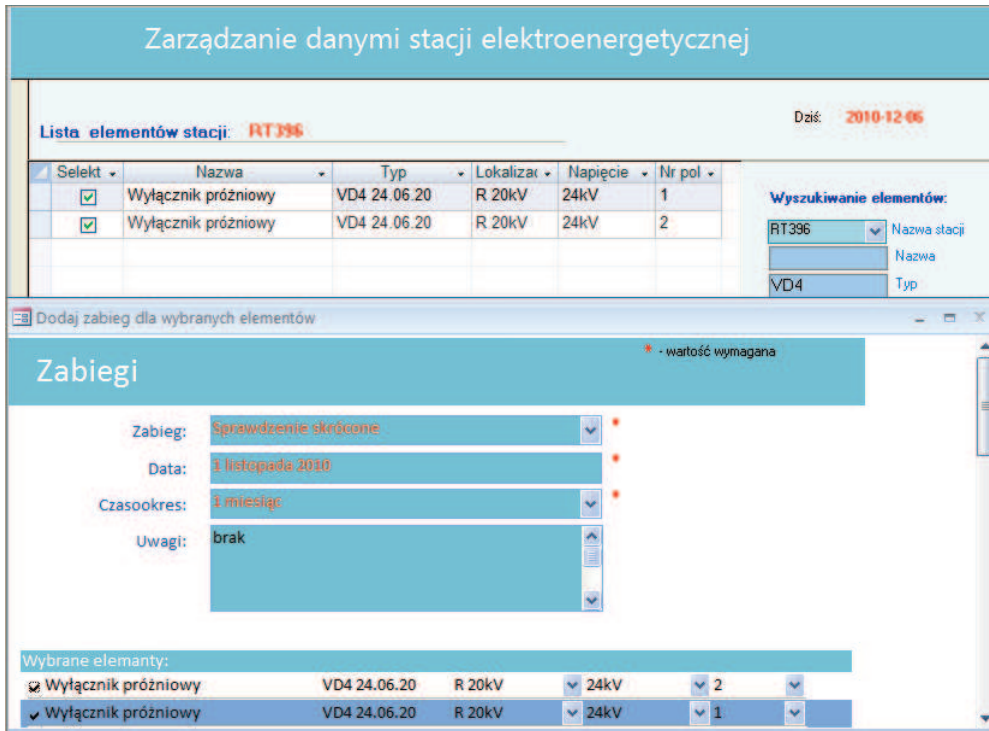 Zarządzanie danymi stacji elektroenergetycznej
Dziś: 2010-12-06
Lista elementów stacji: RT396
Selekt Nazwa Typ Lokalizac Napięcie Nr pol
Wyłącznik próżniowy VD4 24.06.20 R 20kV 24kV 1
Wyłącznik próżniowy VD4 24.06.20 R 20kV 24kV 2
Wyszukiwanie elementów:
RT396 Nazwa stacji
Nazwa
VD4 Typ
Dodaj zabieg dla wybranych elementów
* - wartość wymagana
Zabiegi
Zabieg: Sprawdzenie skrócone *
Data: 1 listopada 2010 *
Czasookres: 1 miesiąc *
Uwagi: brak
Wybrane elemanty:
Wyłącznik próżniowy VD4 24.06.20 R 20kV 24kV 2
Wyłącznik próżniowy VD4 24.06.20 R 20kV 24kV 1